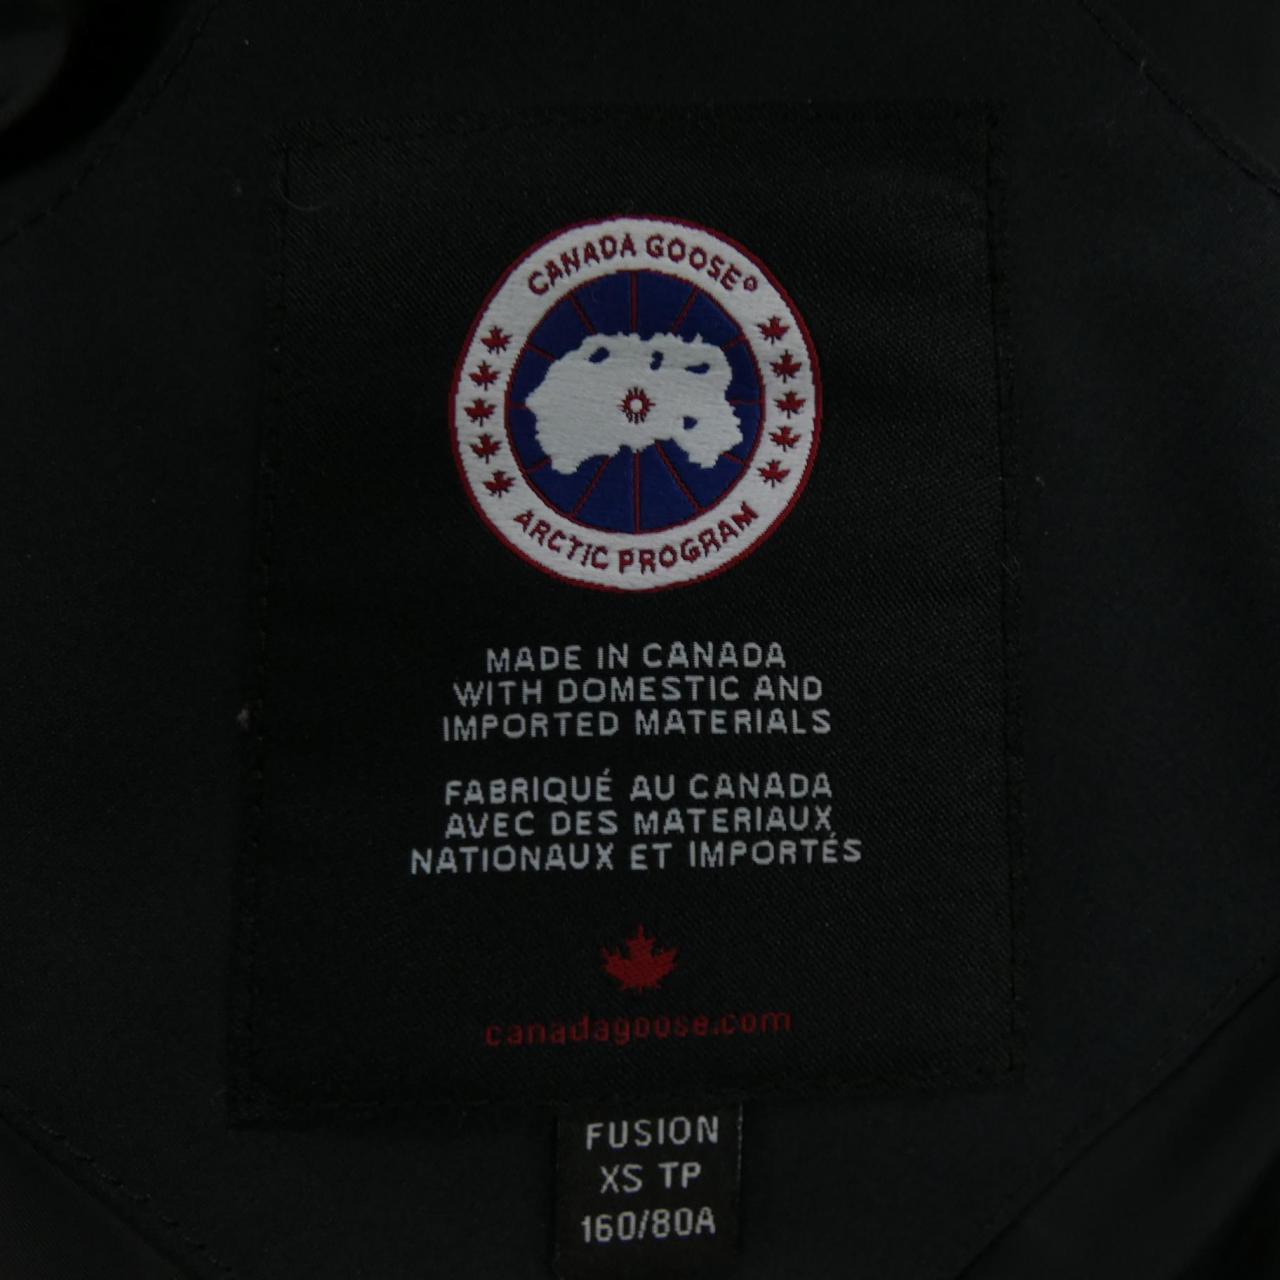 CANADA GOOSE®
ARCTIC PROGRAM
MADE IN CANADA
WITH DOMESTIC AND
IMPORTED MATERIALS
FABRIQUÉ AU CANADA
AVEC DES MATERIAUX
NATIONAUX ET IMPORTÉS
canadagoose.com
FUSION
XS TP
160/80A